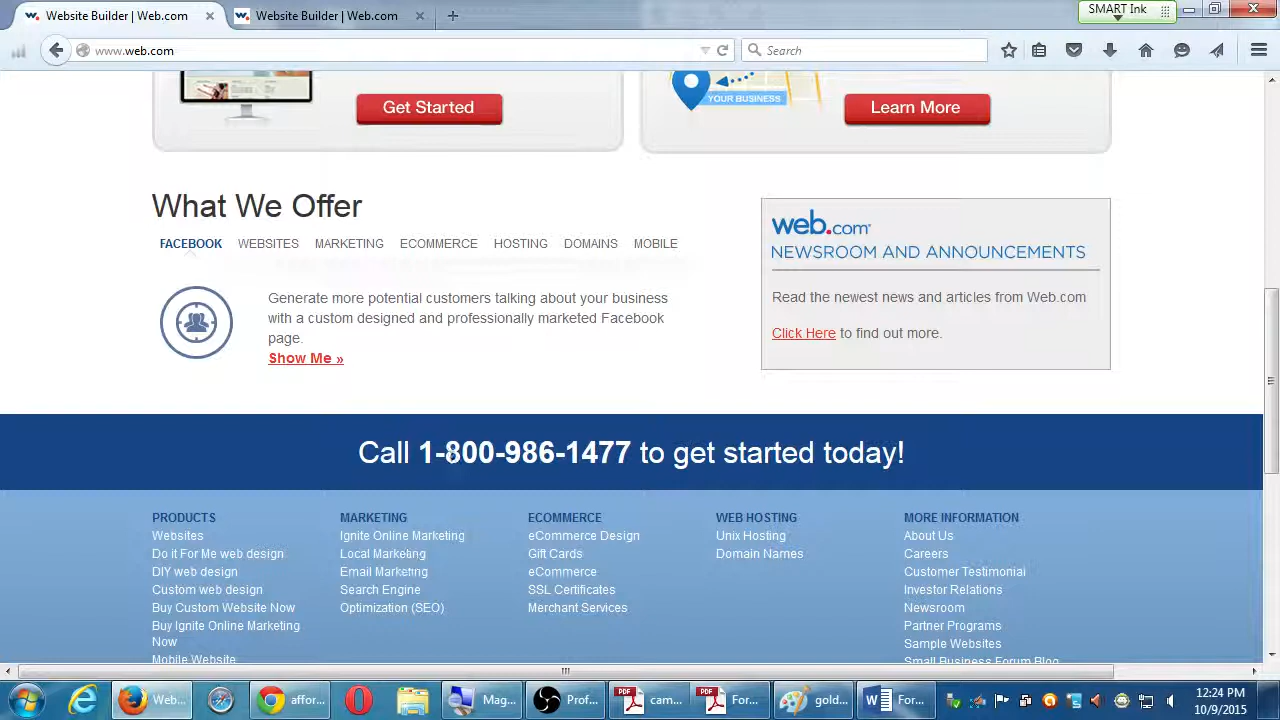 Website Builder | Web.com
Website Builder | Web.com
SMART Ink
www.web.com
Search
YOUR BUSINESS
Get Started
Learn More
What We Offer
FACEBOOK WEBSITES MARKETING ECOMMERCE HOSTING DOMAINS MOBILE
Generate more potential customers talking about your business
with a custom designed and professionally marketed Facebook
page.
Show Me »
web.com
NEWSROOM AND ANNOUNCEMENTS
Read the newest news and articles from Web.com
Click Here to find out more.
Call 1-800-986-1477 to get started today!
PRODUCTS
Websites
Do it For Me web design
DIY web design
Custom web design
Buy Custom Website Now
Buy Ignite Online Marketing
Now
Mobile Website
MARKETING
Ignite Online Marketing
Local Marketing
Email Marketing
Search Engine
Optimization (SEO)
ECOMMERCE
eCommerce Design
Gift Cards
eCommerce
SSL Certificates
Merchant Services
WEB HOSTING
Unix Hosting
Domain Names
MORE INFORMATION
About Us
Careers
Customer Testimonial
Investor Relations
Newsroom
Partner Programs
Sample Websites
Small Business Forum Blog
Web...
affor...
Mag...
Prof...
PDF
cam...
PDF
For...
gold...
For...
12:24 PM
10/9/2015